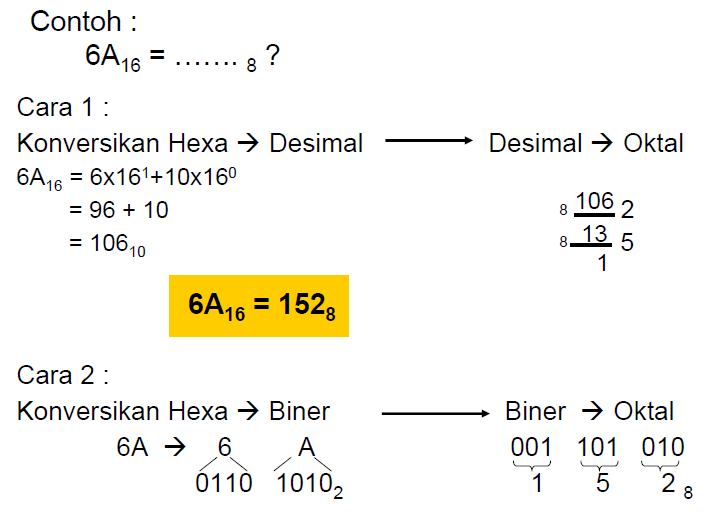 Contoh :
6A₁₆ = ……. ₈ ?
Cara 1 :
Konversikan Hexa → Desimal → Desimal → Oktal
6A₁₆ = 6x16¹+10x16⁰
= 96 + 10
= 106₁₀
8 106 2
8 13 5
1
6A₁₆ = 152₈
Cara 2 :
Konversikan Hexa → Biner → Biner → Oktal
6A → 6 A
0110 1010₂
001 101 010
1 5 2 ₈